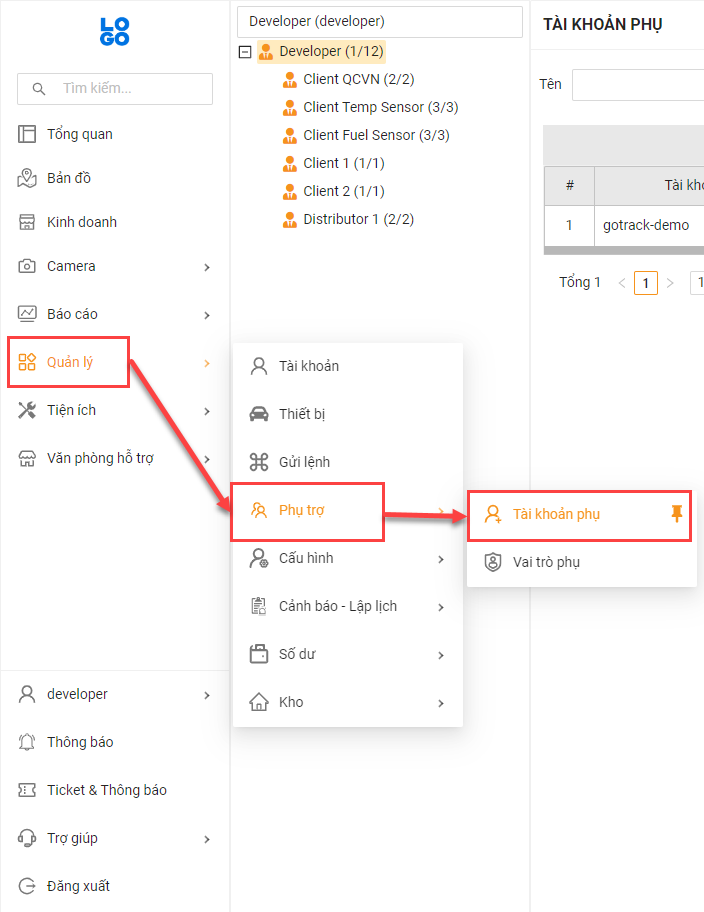 LO
GO
Tìm kiếm...
Tổng quan
Bản đồ
Kinh doanh
Camera
Báo cáo
Quản lý
Tiện ích
Văn phòng hỗ trợ
developer
Thông báo
Ticket & Thông báo
Trợ giúp
Đăng xuất
Developer (developer)
Developer (1/12)
Client QCVN (2/2)
Client Temp Sensor (3/3)
Client Fuel Sensor (3/3)
Client 1 (1/1)
Client 2 (1/1)
Distributor 1 (2/2)
Tài khoản
Thiết bị
Gửi lệnh
Phụ trợ
Cấu hình
Cảnh báo - Lập lịch
Số dư
Kho
Tài khoản phụ
Vai trò phụ
TÀI KHOẢN PHỤ
Tên
# Tài kho
1 gotrack-demo
Tổng 1 < 1 > 1